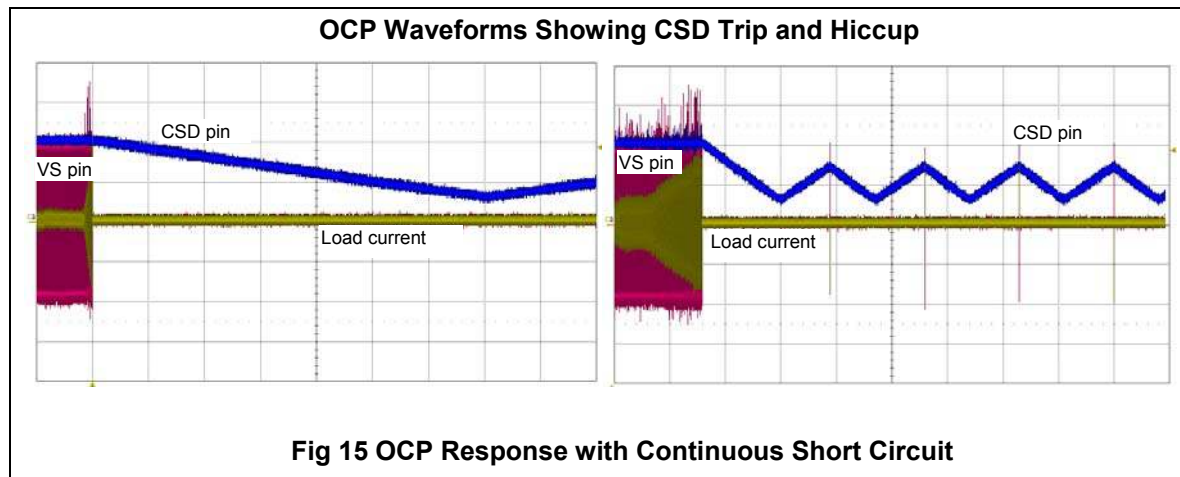 OCP Waveforms Showing CSD Trip and Hiccup
CSD pin
VS pin
Load current
CSD pin
VS pin
Load current
Fig 15 OCP Response with Continuous Short Circuit